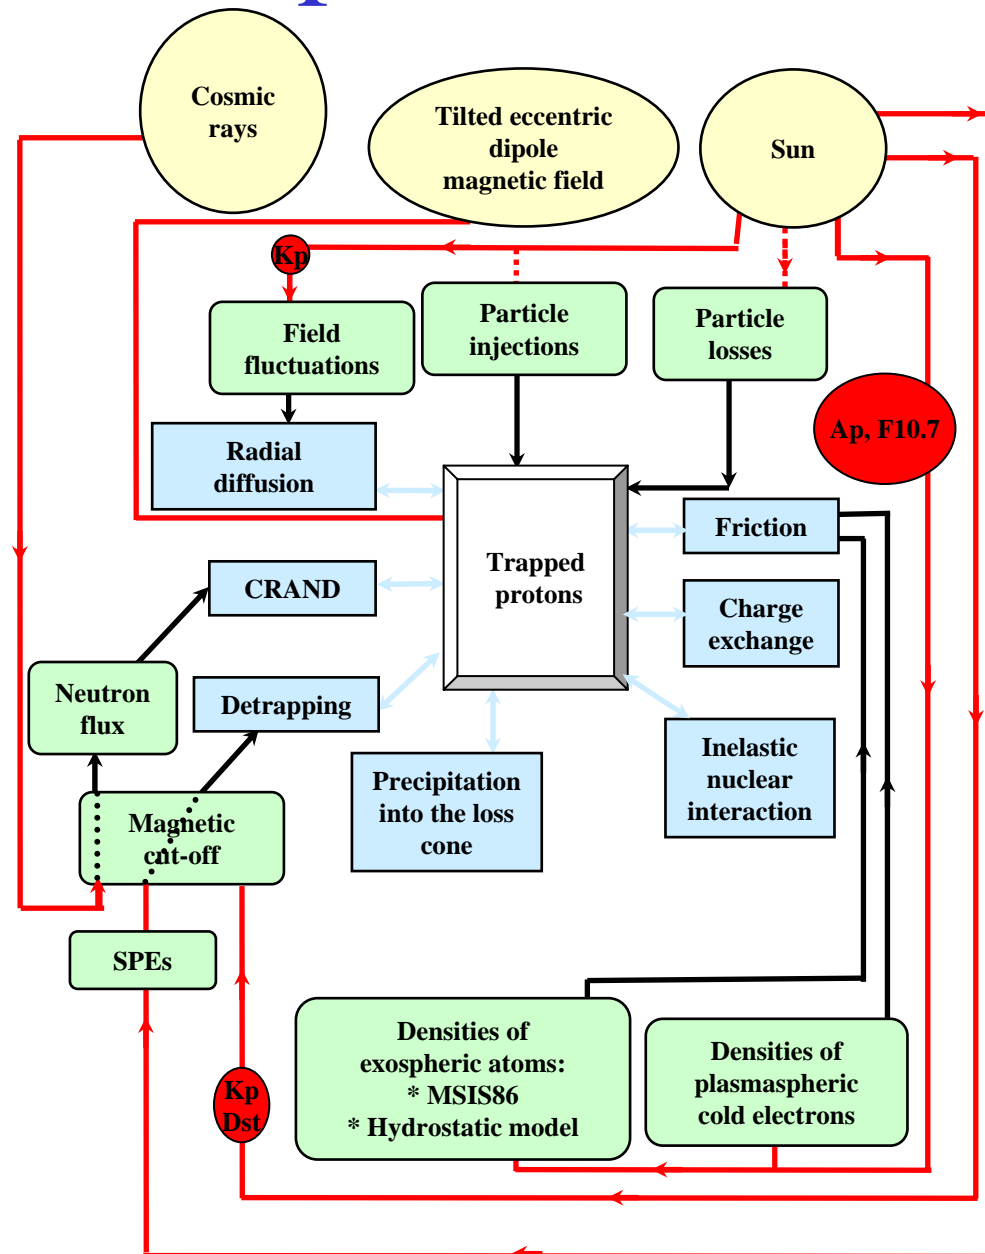 Cosmic
rays
Tilted eccentric
dipole
magnetic field
Sun
Kp
Field
fluctuations
Particle
injections
Particle
losses
Ap, F10.7
Radial
diffusion
Trapped
protons
Friction
CRAND
Charge
exchange
Neutron
flux
Detrapping
Inelastic
nuclear
interaction
Precipitation
into the loss
cone
Magnetic
cut-off
SPEs
Kp
Dst
Densities of
exospheric atoms:
* MSIS86
* Hydrostatic model
Densities of
plasmaspheric
cold electrons